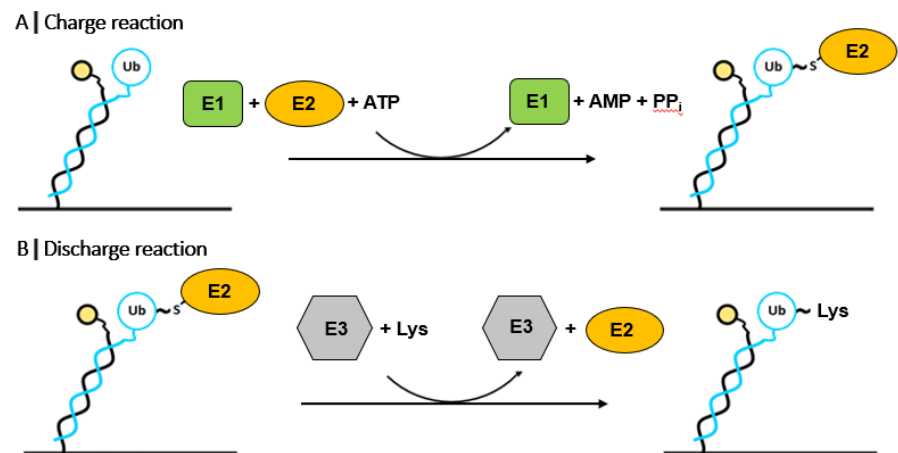 A | Charge reaction
Ub
E1 + E2 + ATP
E1 + AMP + PPi
Ub ~ S E2
B | Discharge reaction
Ub ~ S E2
E3 + Lys
E3 + E2
Ub ~ Lys